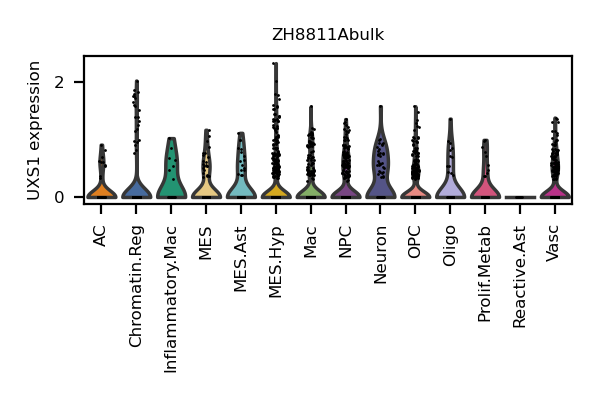 ZH8811Abulk
UXS1 expression
2
0
AC
Chromatin.Reg
Inflammatory.Mac
MES
MES.Ast
MES.Hyp
Mac
NPC
Neuron
OPC
Oligo
Prolif.Metab
Reactive.Ast
Vasc